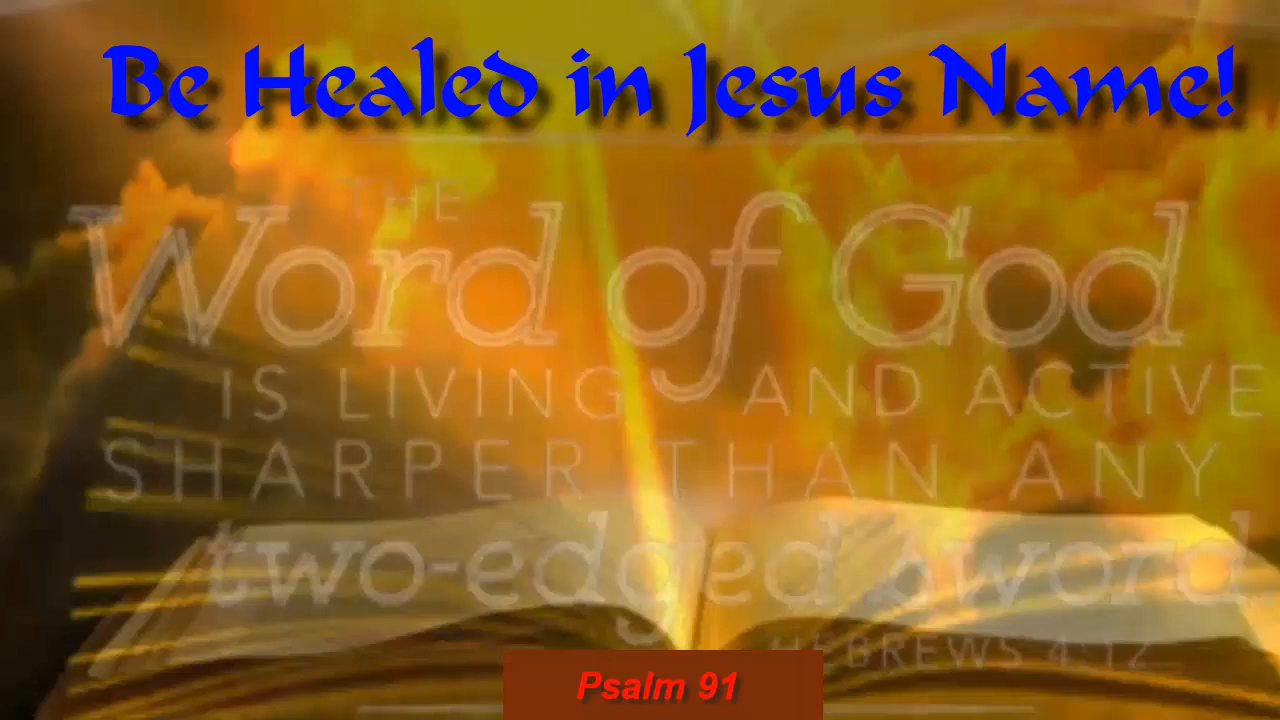 Be Healed in Jesus Name!
THE
Word of God
IS LIVING AND ACTIVE
SHARPER THAN ANY
two-edged sword
HEBREWS 4:12
Psalm 91